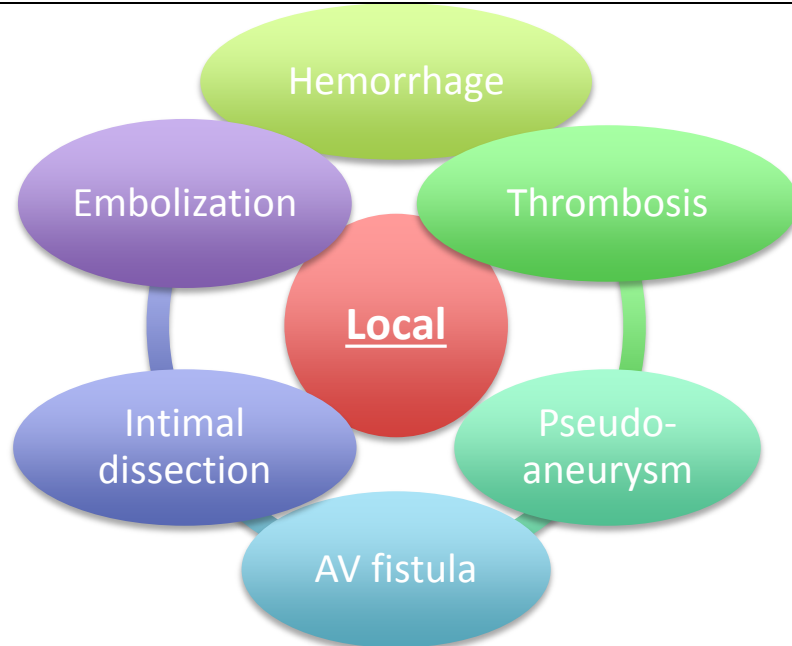 Hemorrhage
Thrombosis
Pseudo-
aneurysm
AV fistula
Intimal
dissection
Embolization
Local